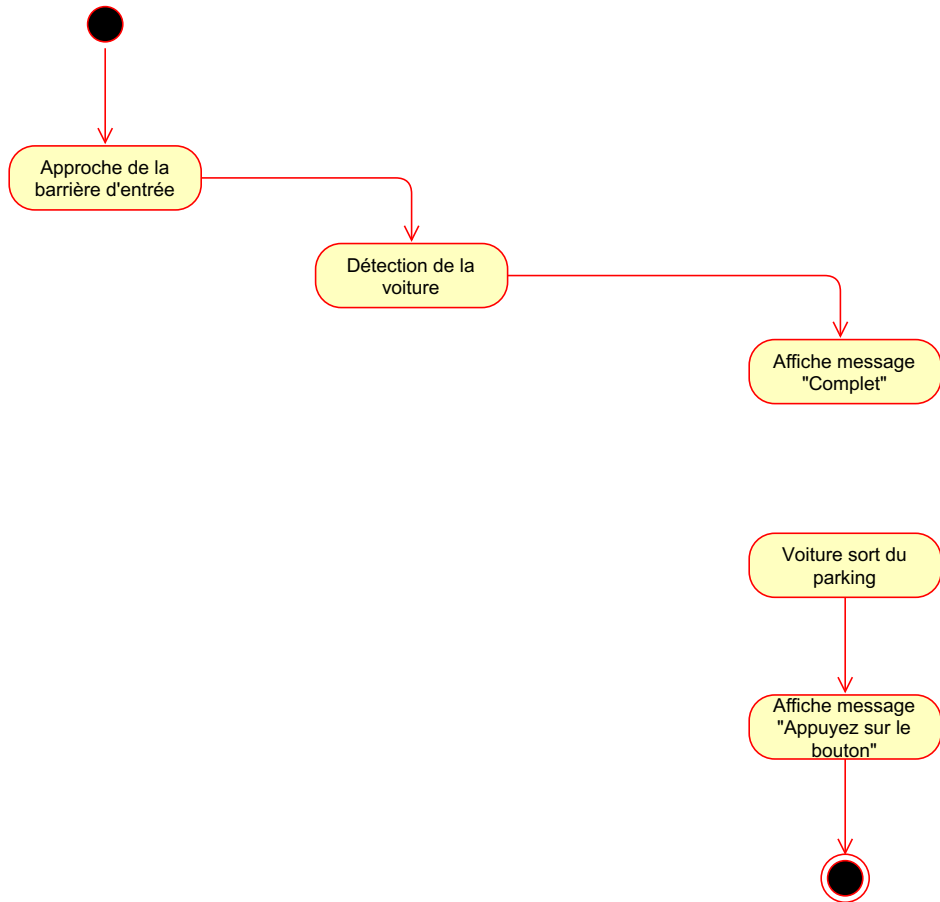 Approche de la
barrière d'entrée
Détection de la
voiture
Affiche message
"Complet"
Voiture sort du
parking
Affiche message
"Appuyez sur le
bouton"